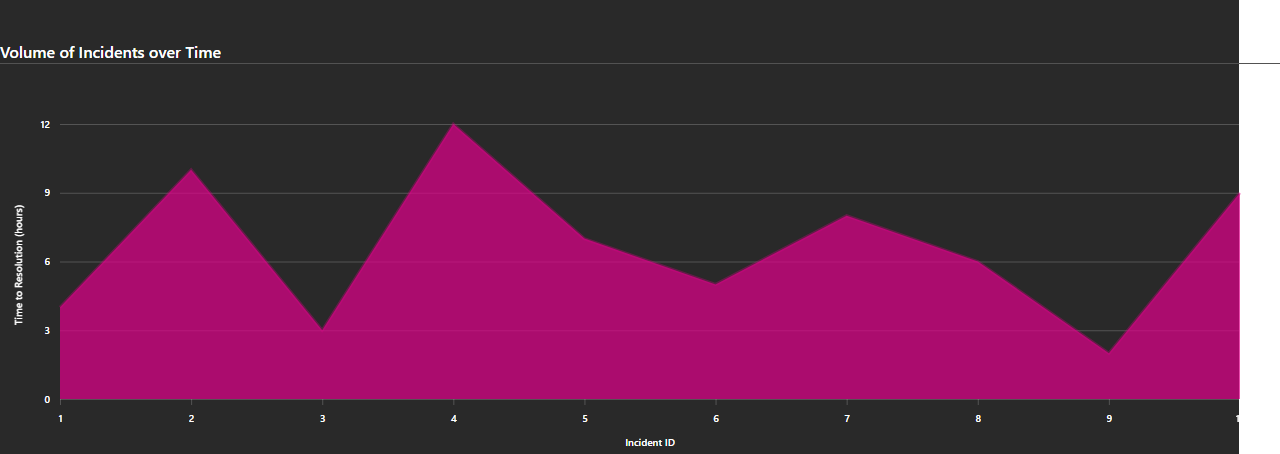 Volume of Incidents over Time
12
9
6
3
0
Time to Resolution (hours)
1 2 3 4 5 6 7 8 9 1
Incident ID